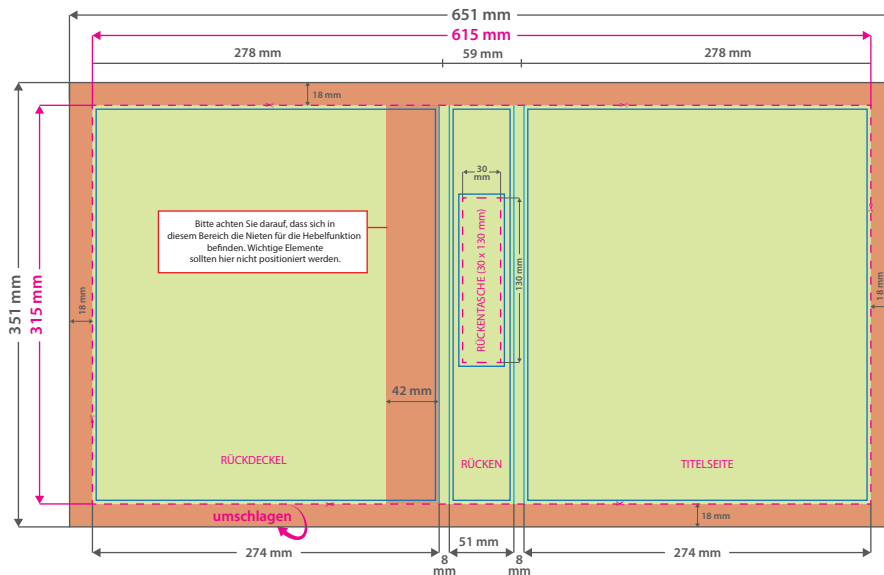 651 mm
615 mm
278 mm
59 mm
278 mm
18 mm
30
mm
Bitte achten Sie darauf, dass sich in
diesem Bereich die Nieten für die Hebelfunktion
befinden. Wichtige Elemente
sollten hier nicht positioniert werden.
RÜCKENTASCHE (30 x 130 mm)
130 mm
351 mm
315 mm
18 mm
18 mm
42 mm
RÜCKDECKEL
RÜCKEN
TITELSEITE
umschlagen
18 mm
274 mm
8
mm
51 mm
8
mm
274 mm